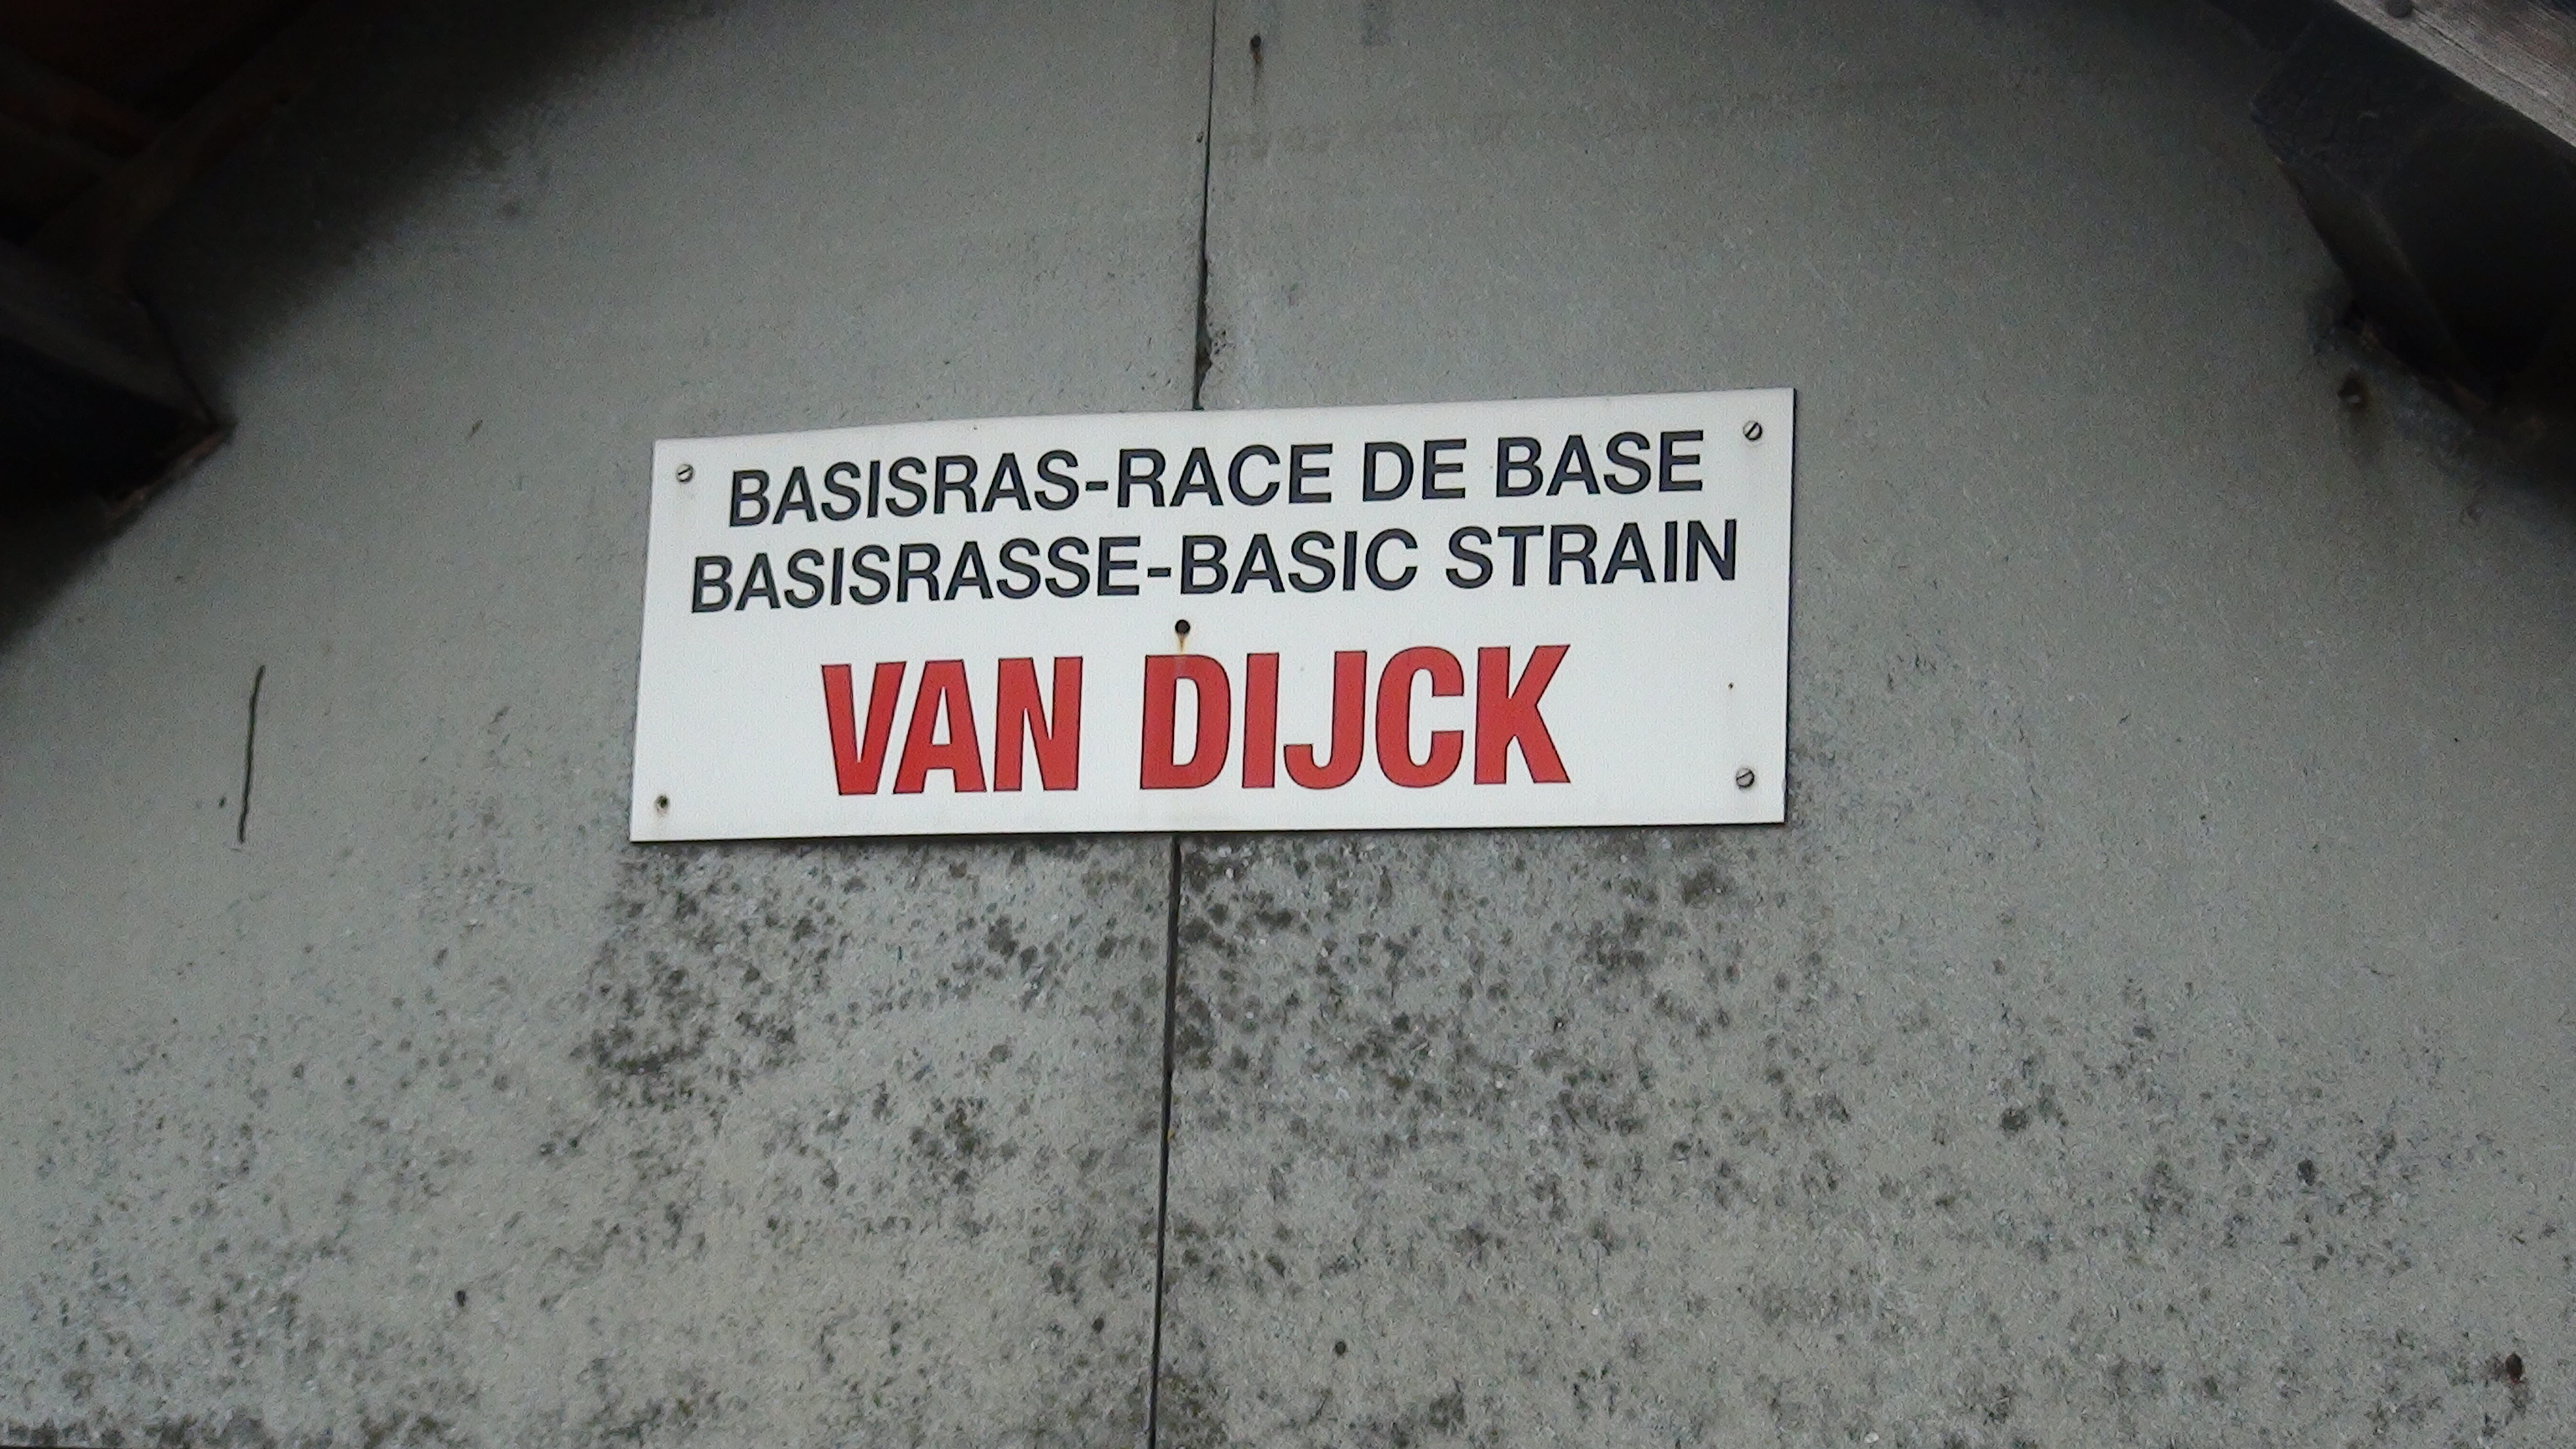 BASISRAS-RACE DE BASE
BASISRASSE-BASIC STRAIN
VAN DIJCK